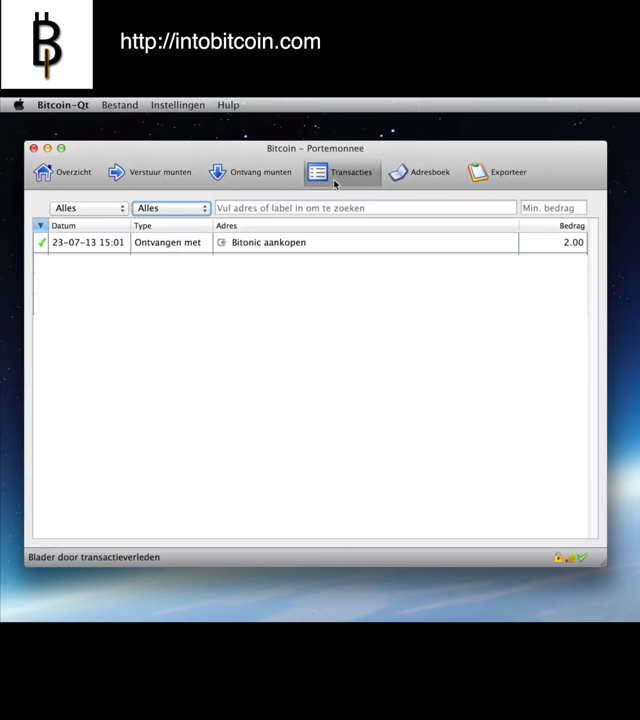 http://intobitcoin.com
Bitcoin-Qt Bestand Instellingen Hulp
Bitcoin - Portemonnee
Overzicht Verstuur munten Ontvang munten Transacties Adresboek Exporteer
Alles Alles Vul adres of label in om te zoeken Min. bedrag
Datum Type Adres Bedrag
23-07-13 15:01 Ontvangen met Bitonic aankopen 2.00
Blader door transactieverleden